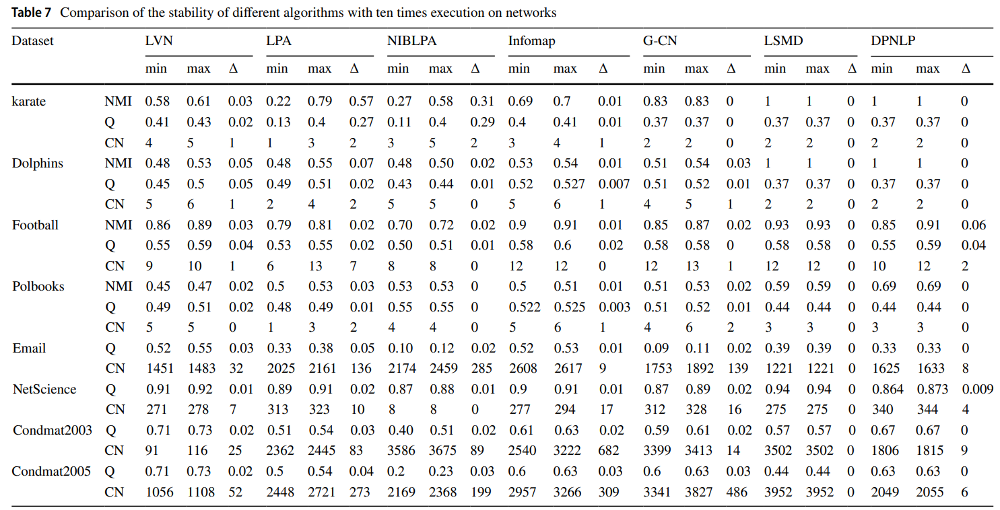 Table 7 Comparison of the stability of different algorithms with ten times execution on networks
Dataset LVN LPA NIBLPA Infomap G-CN LSMD DPNLP
min max Δ min max Δ min max Δ min max Δ min max Δ min max Δ min max Δ
karate NMI 0.58 0.61 0.03 0.22 0.79 0.57 0.27 0.58 0.31 0.69 0.7 0.01 0.83 0.83 0 1 1 0 1 1 0
Q 0.41 0.43 0.02 0.13 0.4 0.27 0.11 0.4 0.29 0.4 0.41 0.01 0.37 0.37 0 0.37 0.37 0 0.37 0.37 0
CN 4 5 1 1 3 2 3 5 2 3 4 1 2 2 0 2 2 0 2 2 0
Dolphins NMI 0.48 0.53 0.05 0.48 0.55 0.07 0.48 0.50 0.02 0.53 0.54 0.01 0.51 0.54 0.03 1 1 0 1 1 0
Q 0.45 0.5 0.05 0.49 0.51 0.02 0.43 0.44 0.01 0.52 0.527 0.007 0.51 0.52 0.01 0.37 0.37 0 0.37 0.37 0
CN 5 6 1 2 4 2 5 5 0 5 6 1 4 5 1 2 2 0 2 2 0
Football NMI 0.86 0.89 0.03 0.79 0.81 0.02 0.70 0.72 0.02 0.9 0.91 0.01 0.85 0.87 0.02 0.93 0.93 0 0.85 0.91 0.06
Q 0.55 0.59 0.04 0.53 0.55 0.02 0.50 0.51 0.01 0.58 0.6 0.02 0.58 0.58 0 0.58 0.58 0 0.55 0.59 0.04
CN 9 10 1 6 13 7 8 8 0 12 12 0 12 13 1 12 12 0 10 12 2
Polbooks NMI 0.45 0.47 0.02 0.5 0.53 0.03 0.53 0.53 0 0.5 0.51 0.01 0.51 0.53 0.02 0.59 0.59 0 0.69 0.69 0
Q 0.49 0.51 0.02 0.48 0.49 0.01 0.55 0.55 0 0.522 0.525 0.003 0.51 0.52 0.01 0.44 0.44 0 0.44 0.44 0
CN 5 5 0 1 3 2 4 4 0 5 6 1 4 6 2 3 3 0 3 3 0
Email Q 0.52 0.55 0.03 0.33 0.38 0.05 0.10 0.12 0.02 0.52 0.53 0.01 0.09 0.11 0.02 0.39 0.39 0 0.33 0.33 0
CN 1451 1483 32 2025 2161 136 2174 2459 285 2608 2617 9 1753 1892 139 1221 1221 0 1625 1633 8
NetScience Q 0.91 0.92 0.01 0.89 0.91 0.02 0.87 0.88 0.01 0.9 0.91 0.01 0.87 0.89 0.02 0.94 0.94 0 0.864 0.873 0.009
CN 271 278 7 313 323 10 8 8 0 277 294 17 312 328 16 275 275 0 340 344 4
Condmat2003 Q 0.71 0.73 0.02 0.51 0.54 0.03 0.40 0.51 0.02 0.61 0.63 0.02 0.59 0.61 0.02 0.57 0.57 0 0.67 0.67 0
CN 91 116 25 2362 2445 83 3586 3675 89 2540 3222 682 3399 3413 14 3502 3502 0 1806 1815 9
Condmat2005 Q 0.71 0.73 0.02 0.5 0.54 0.04 0.2 0.23 0.03 0.6 0.63 0.03 0.6 0.63 0.03 0.44 0.44 0 0.63 0.63 0
CN 1056 1108 52 2448 2721 273 2169 2368 199 2957 3266 309 3341 3827 486 3952 3952 0 2049 2055 6